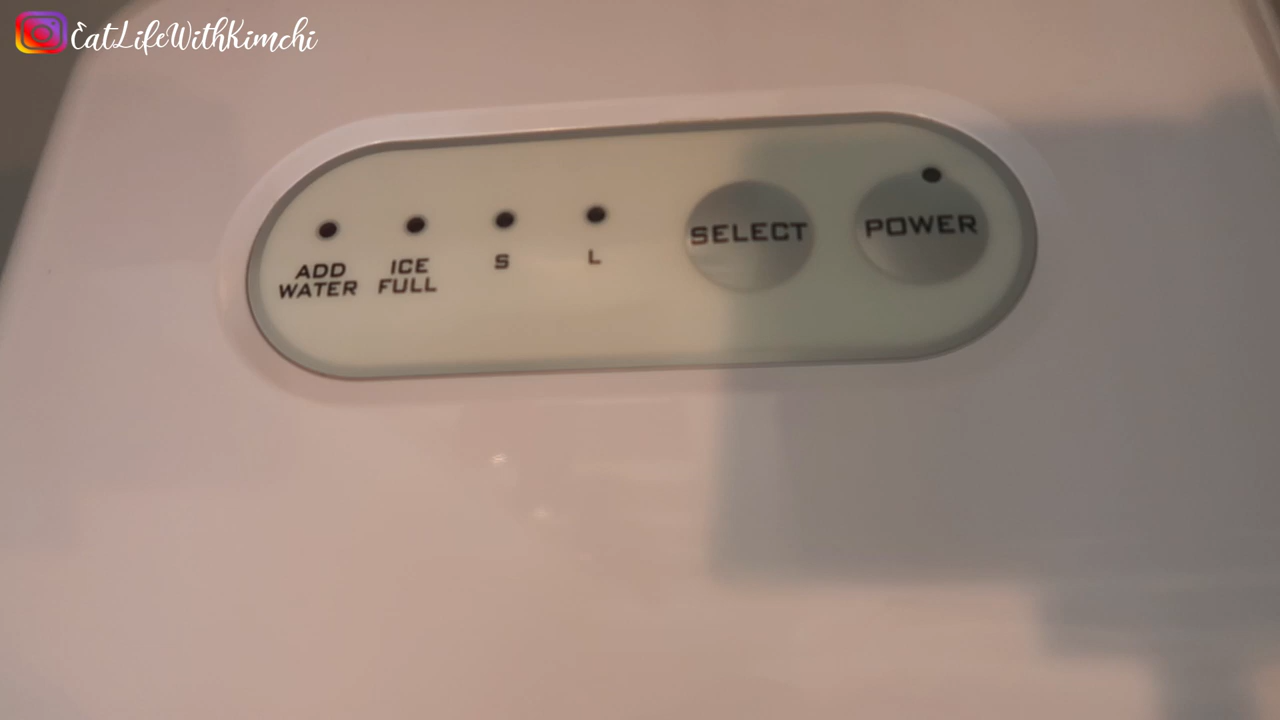 EatLifeWithKimchi
ADD
WATER
ICE
FULL
S
L
SELECT
POWER